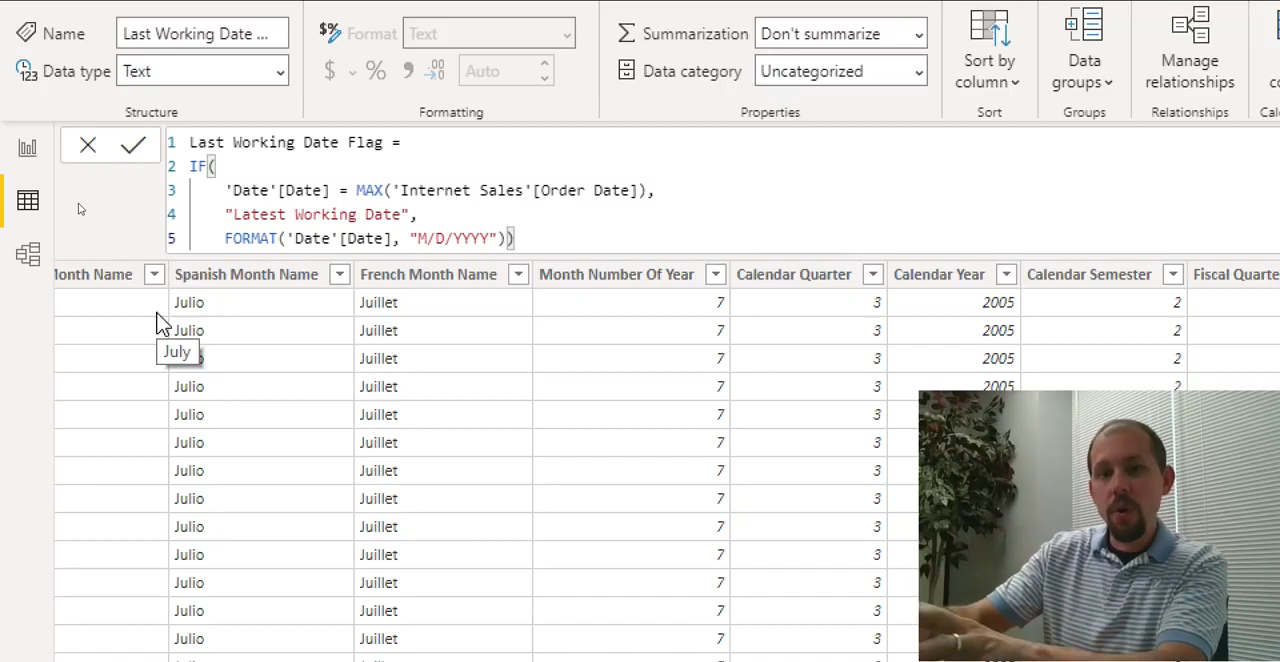 Name
Last Working Date ...
Format
Text
Summarization
Don't summarize
Sort by
column
Data
groups
Manage
relationships
Data type
Text
$
%
Auto
Data category
Uncategorized
Structure
Formatting
Properties
Sort
Groups
Relationships
1 Last Working Date Flag =
2 IF(
3 'Date'[Date] = MAX('Internet Sales'[Order Date]),
4 "Latest Working Date",
5 FORMAT('Date'[Date], "M/D/YYYY"))
Month Name Spanish Month Name French Month Name Month Number Of Year Calendar Quarter Calendar Year Calendar Semester Fiscal Quarte
Julio Juillet 7 3 2005 2
Julio Juillet 7 3 2005 2
July
Juillet 7 3 2005 2
Julio Juillet 7 3 2005 2
Julio Juillet 7 3
Julio Juillet 7 3
Julio Juillet 7 3
Julio Juillet 7 3
Julio Juillet 7 3
Julio Juillet 7 3
Julio Juillet 7 3
Julio Juillet 7 3
Julio Juillet 7 3